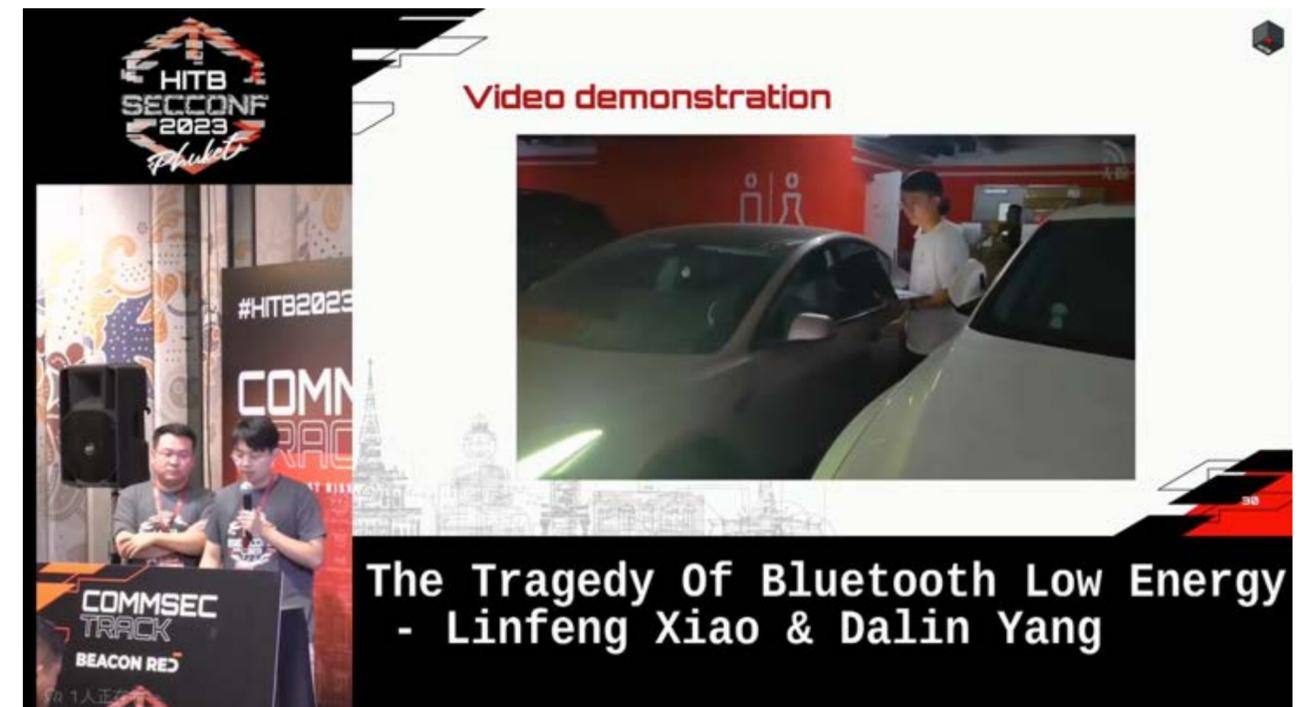 HITB
SECCONF
2023
Phuket
Video demonstration
#HITB2023
COMM
TRAC
30
COMMSEC
TRACK
BEACON RED
The Tragedy Of Bluetooth Low Energy
- Linfeng Xiao & Dalin Yang